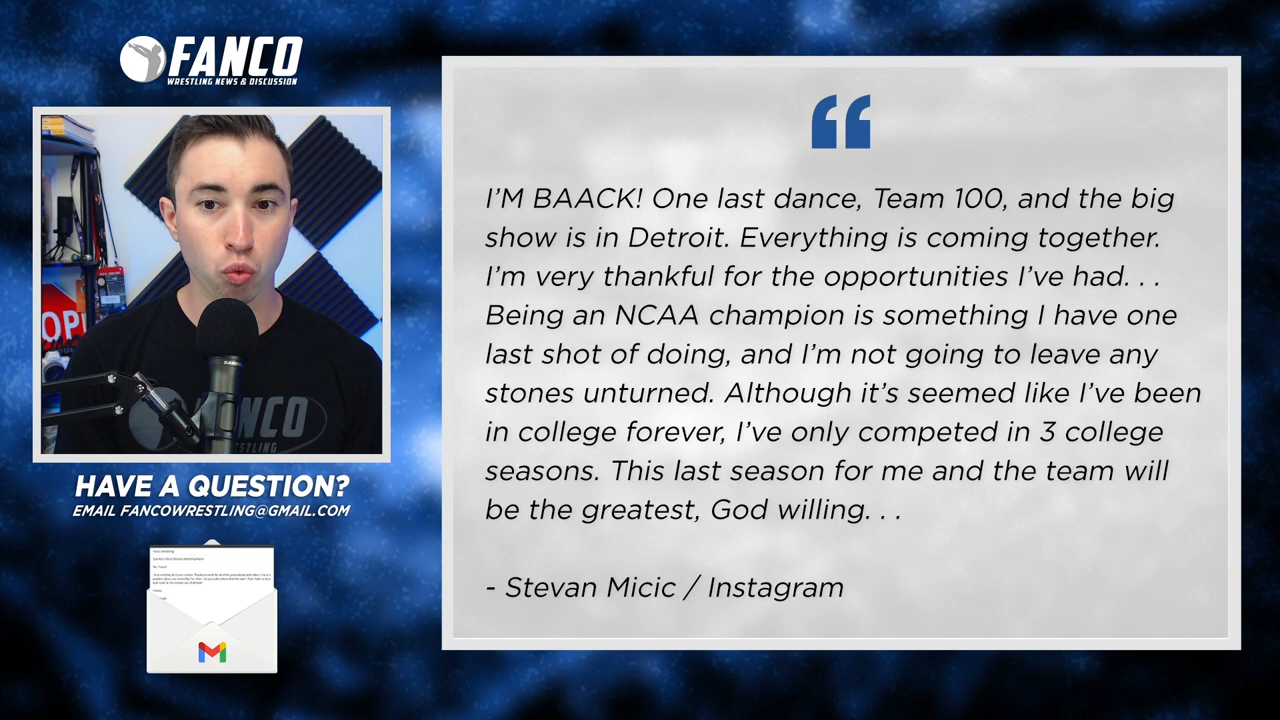 FANCO
WRESTLING NEWS & DISCUSSION
OPI
FANCO
HAVE A QUESTION?
EMAIL FANCOWRESTLING@GMAIL.COM
I'M BAACK! One last dance, Team 100, and the big
show is in Detroit. Everything is coming together.
I'm very thankful for the opportunities I've had. . .
Being an NCAA champion is something I have one
last shot of doing, and I'm not going to leave any
stones unturned. Although it's seemed like I've been
in college forever, I've only competed in 3 college
seasons. This last season for me and the team will
be the greatest, God willing. . .
- Stevan Micic / Instagram